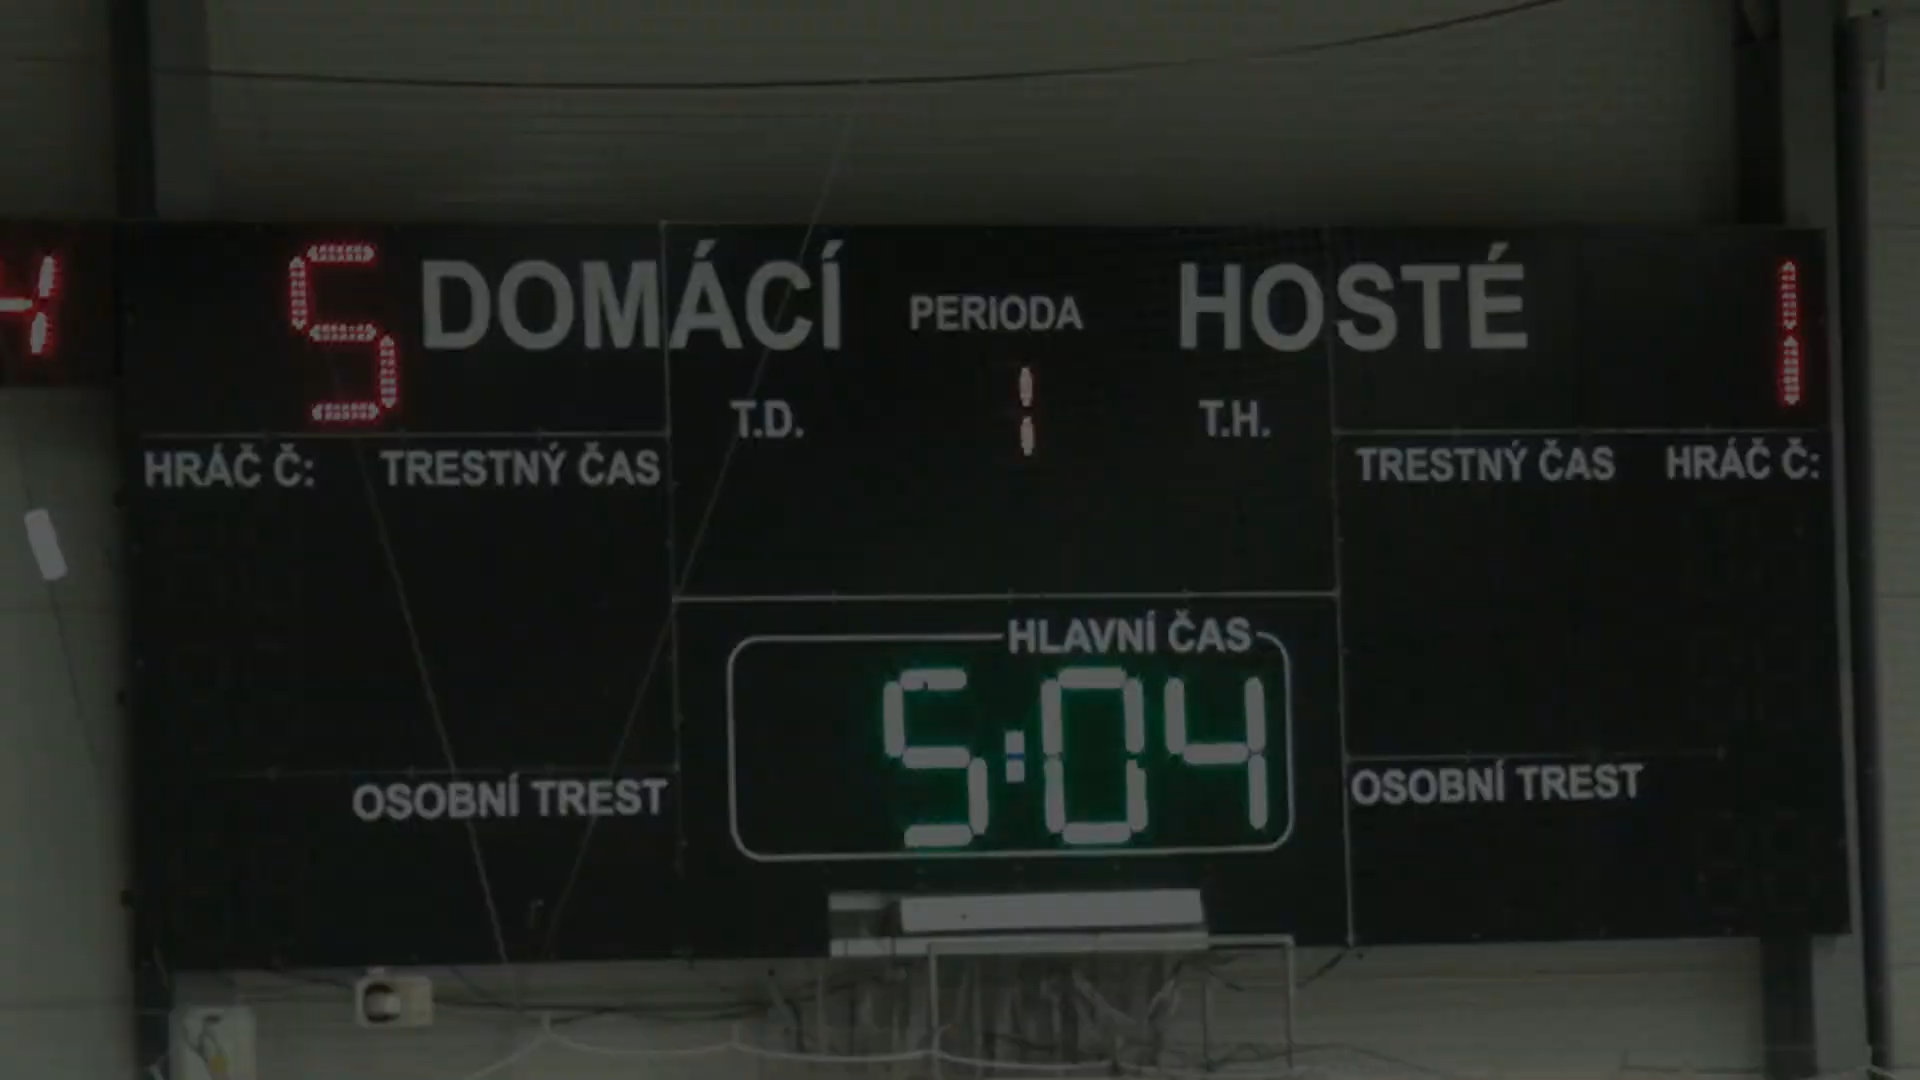 4
5 DOMÁCÍ PERIODA HOSTÉ 1
T.D. 1 T.H.
HRÁČ Č: TRESTNÝ ČAS TRESTNÝ ČAS HRÁČ Č:
HLAVNÍ ČAS
5:04
OSOBNÍ TREST OSOBNÍ TREST